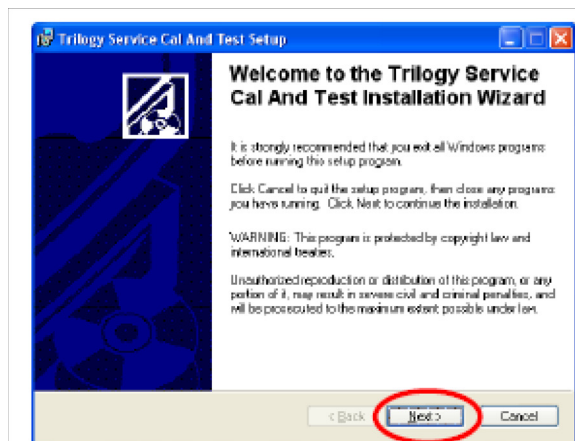 Trilogy Service Cal And Test Setup
Welcome to the Trilogy Service
Cal And Test Installation Wizard
It is strongly recommended that you exit all Windows programs
before running this setup program.
Click Cancel to quit the setup program, then close any programs
you have running. Click Next to continue the installation.
WARNING: This program is protected by copyright law and
international treaties.
Unauthorized reproduction or distribution of this program, or any
portion of it, may result in severe civil and criminal penalties, and
will be prosecuted to the maximum extent possible under law.
< Back Next > Cancel